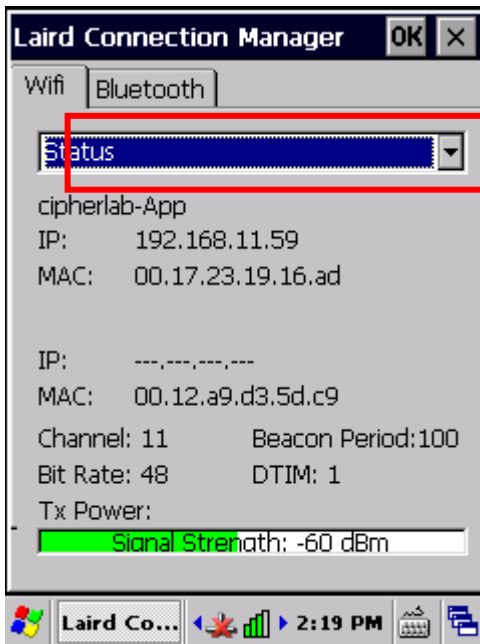 Laird Connection Manager OK
Wifi Bluetooth
Status
cipherlab-App
IP: 192.168.11.59
MAC: 00.17.23.19.16.ad
IP: ---.---.---.---
MAC: 00.12.a9.d3.5d.c9
Channel: 11 Beacon Period:100
Bit Rate: 48 DTIM: 1
Tx Power:
Signal Strength: -60 dBm
Laird Co... 2:19 PM